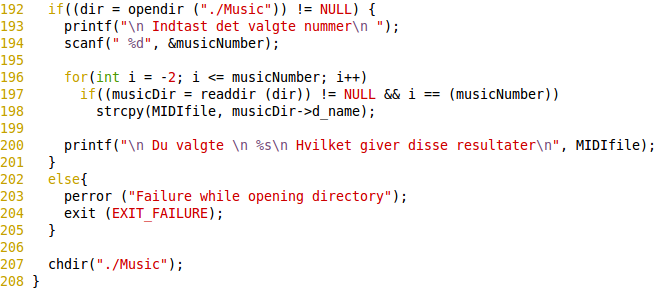 192   if((dir = opendir ("./Music")) != NULL) {
193     printf("\n Indtast det valgte nummer\n ");
194     scanf(" %d", &musicNumber);
195
196     for(int i = -2; i <= musicNumber; i++)
197       if((musicDir = readdir (dir)) != NULL && i == (musicNumber))
198         strcpy(MIDIfile, musicDir->d_name);
199
200     printf("\n Du valgte \n %s\n Hvilket giver disse resultater\n", MIDIfile);
201   }
202   else{
203     perror ("Failure while opening directory");
204     exit (EXIT_FAILURE);
205   }
206
207   chdir("./Music");
208 }